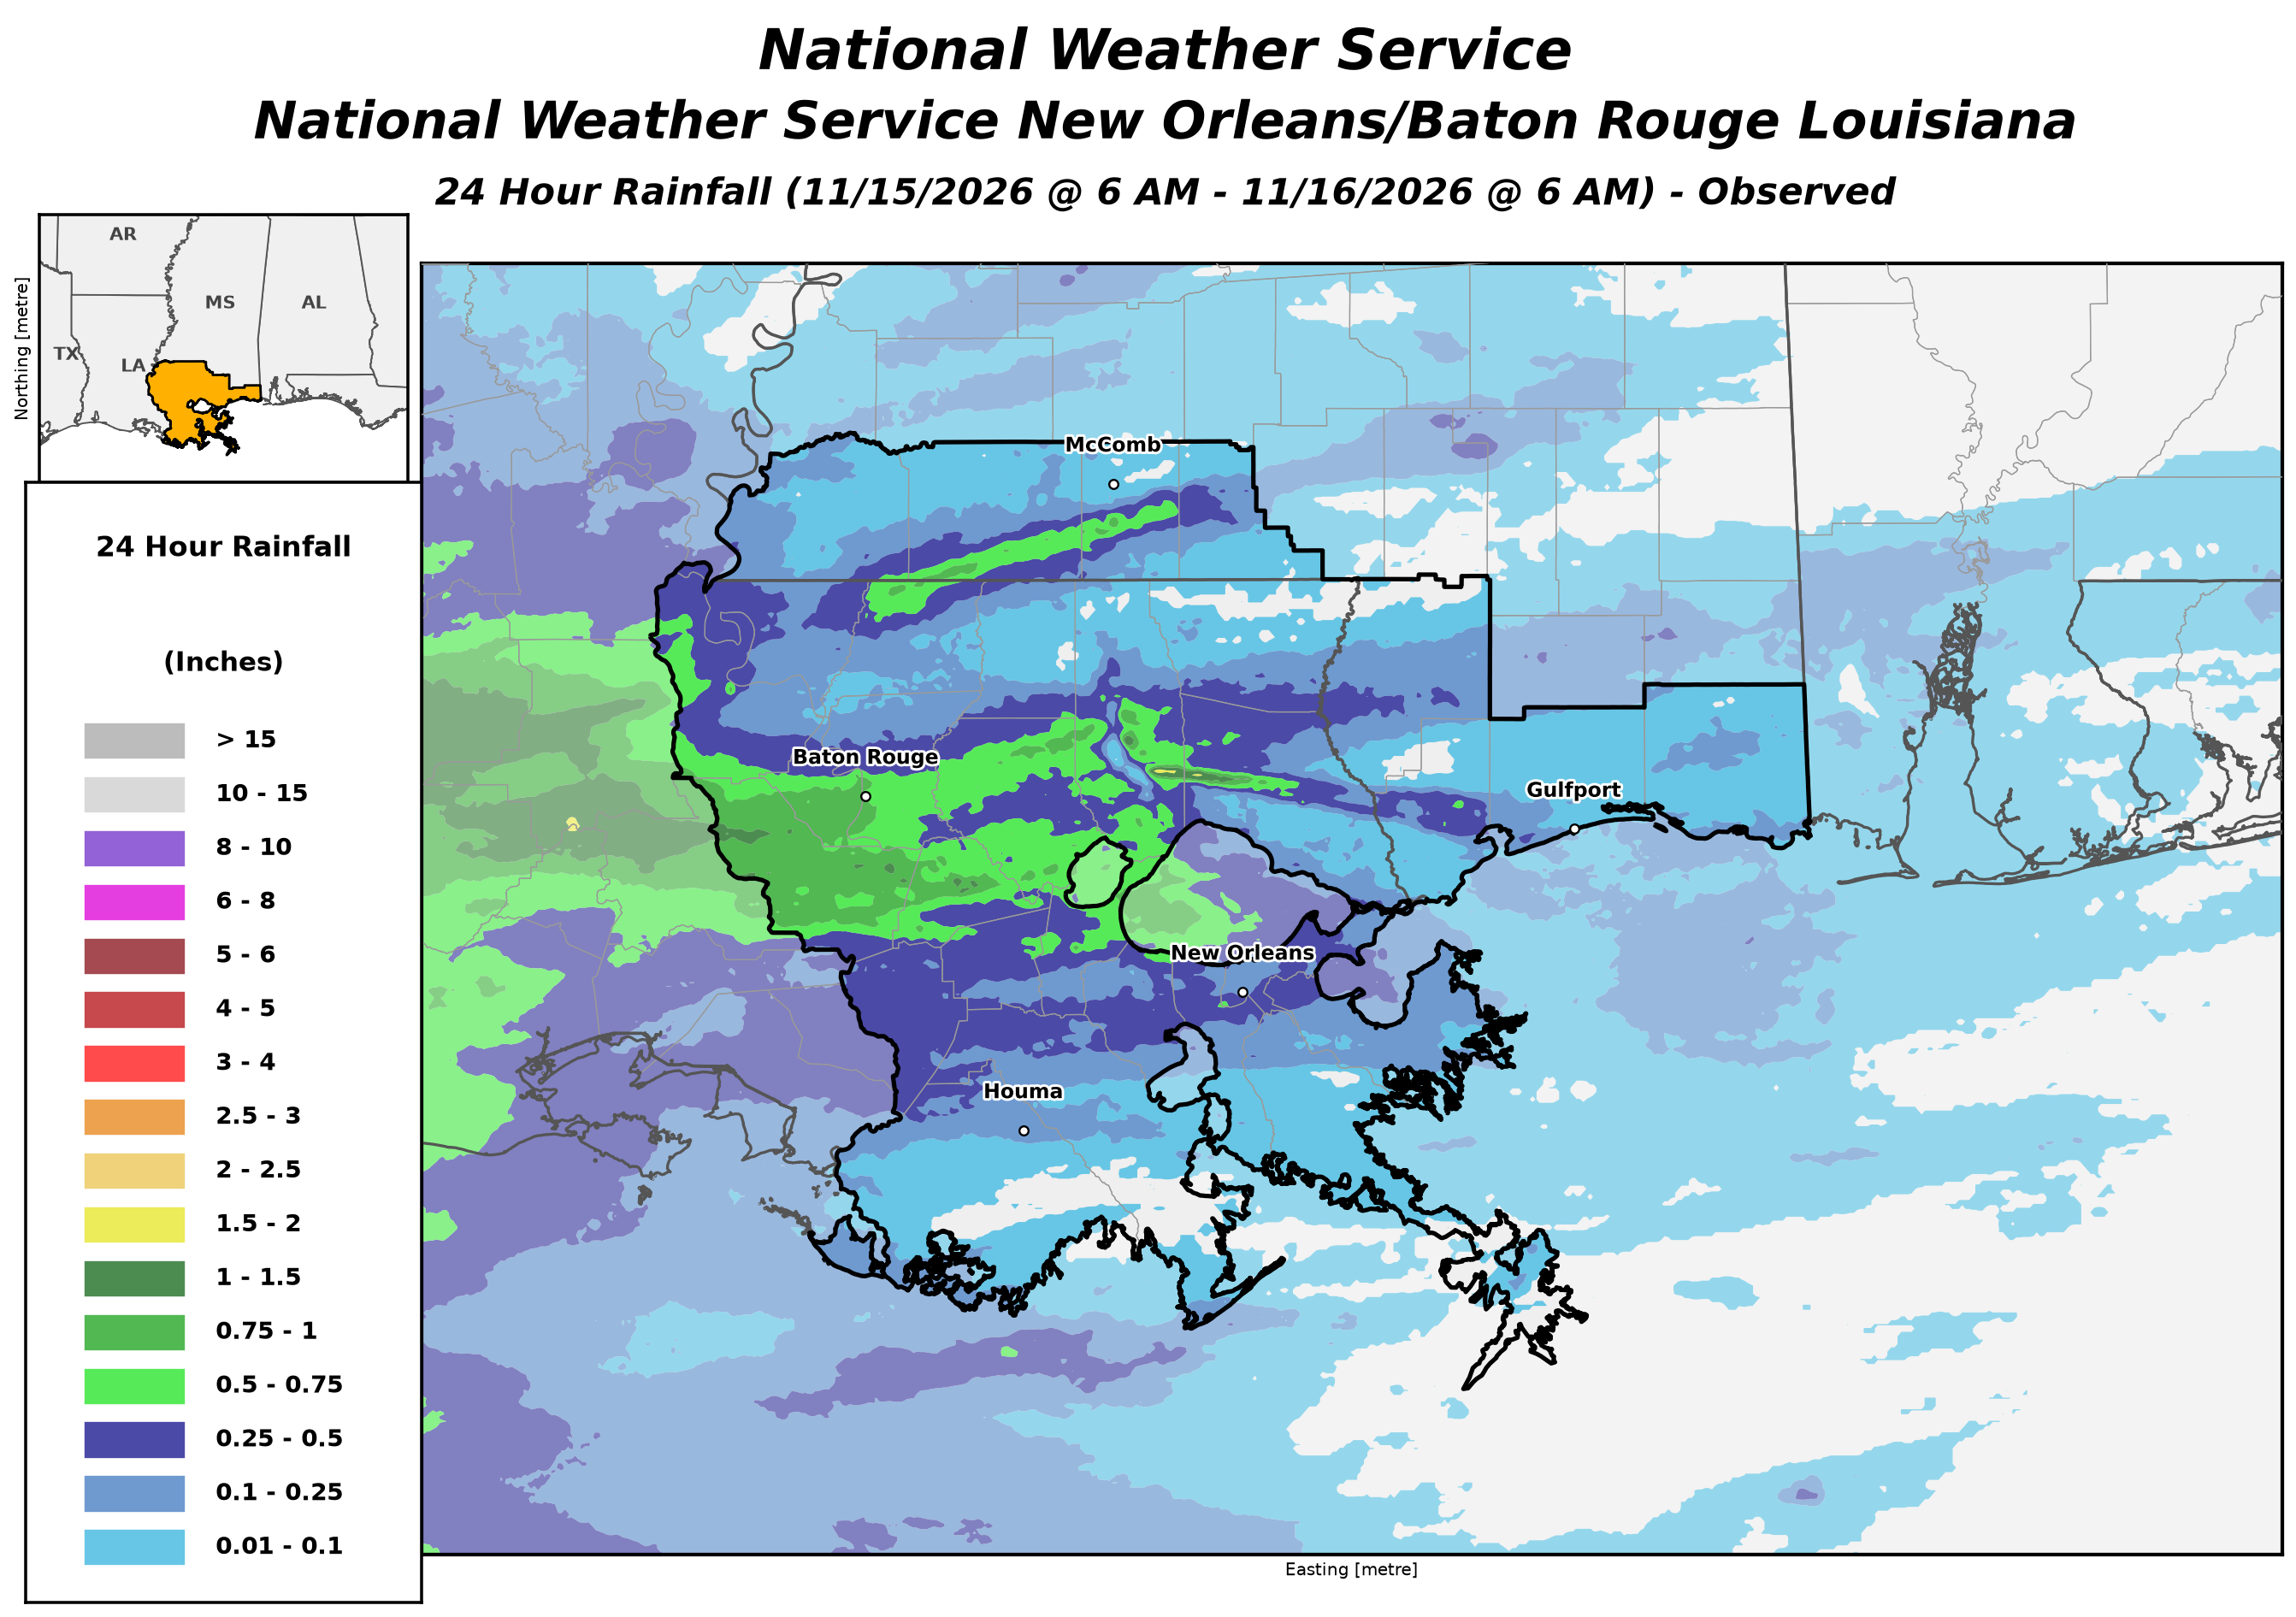 National Weather Service
National Weather Service New Orleans/Baton Rouge Louisiana
24 Hour Rainfall (11/15/2026 @ 6 AM - 11/16/2026 @ 6 AM) - Observed
AR
MS
AL
TX
LA
Northing [metre]
24 Hour Rainfall
(Inches)
> 15
10 - 15
8 - 10
6 - 8
5 - 6
4 - 5
3 - 4
2.5 - 3
2 - 2.5
1.5 - 2
1 - 1.5
0.75 - 1
0.5 - 0.75
0.25 - 0.5
0.1 - 0.25
0.01 - 0.1
McComb
Baton Rouge
Gulfport
New Orleans
Houma
Easting [metre]